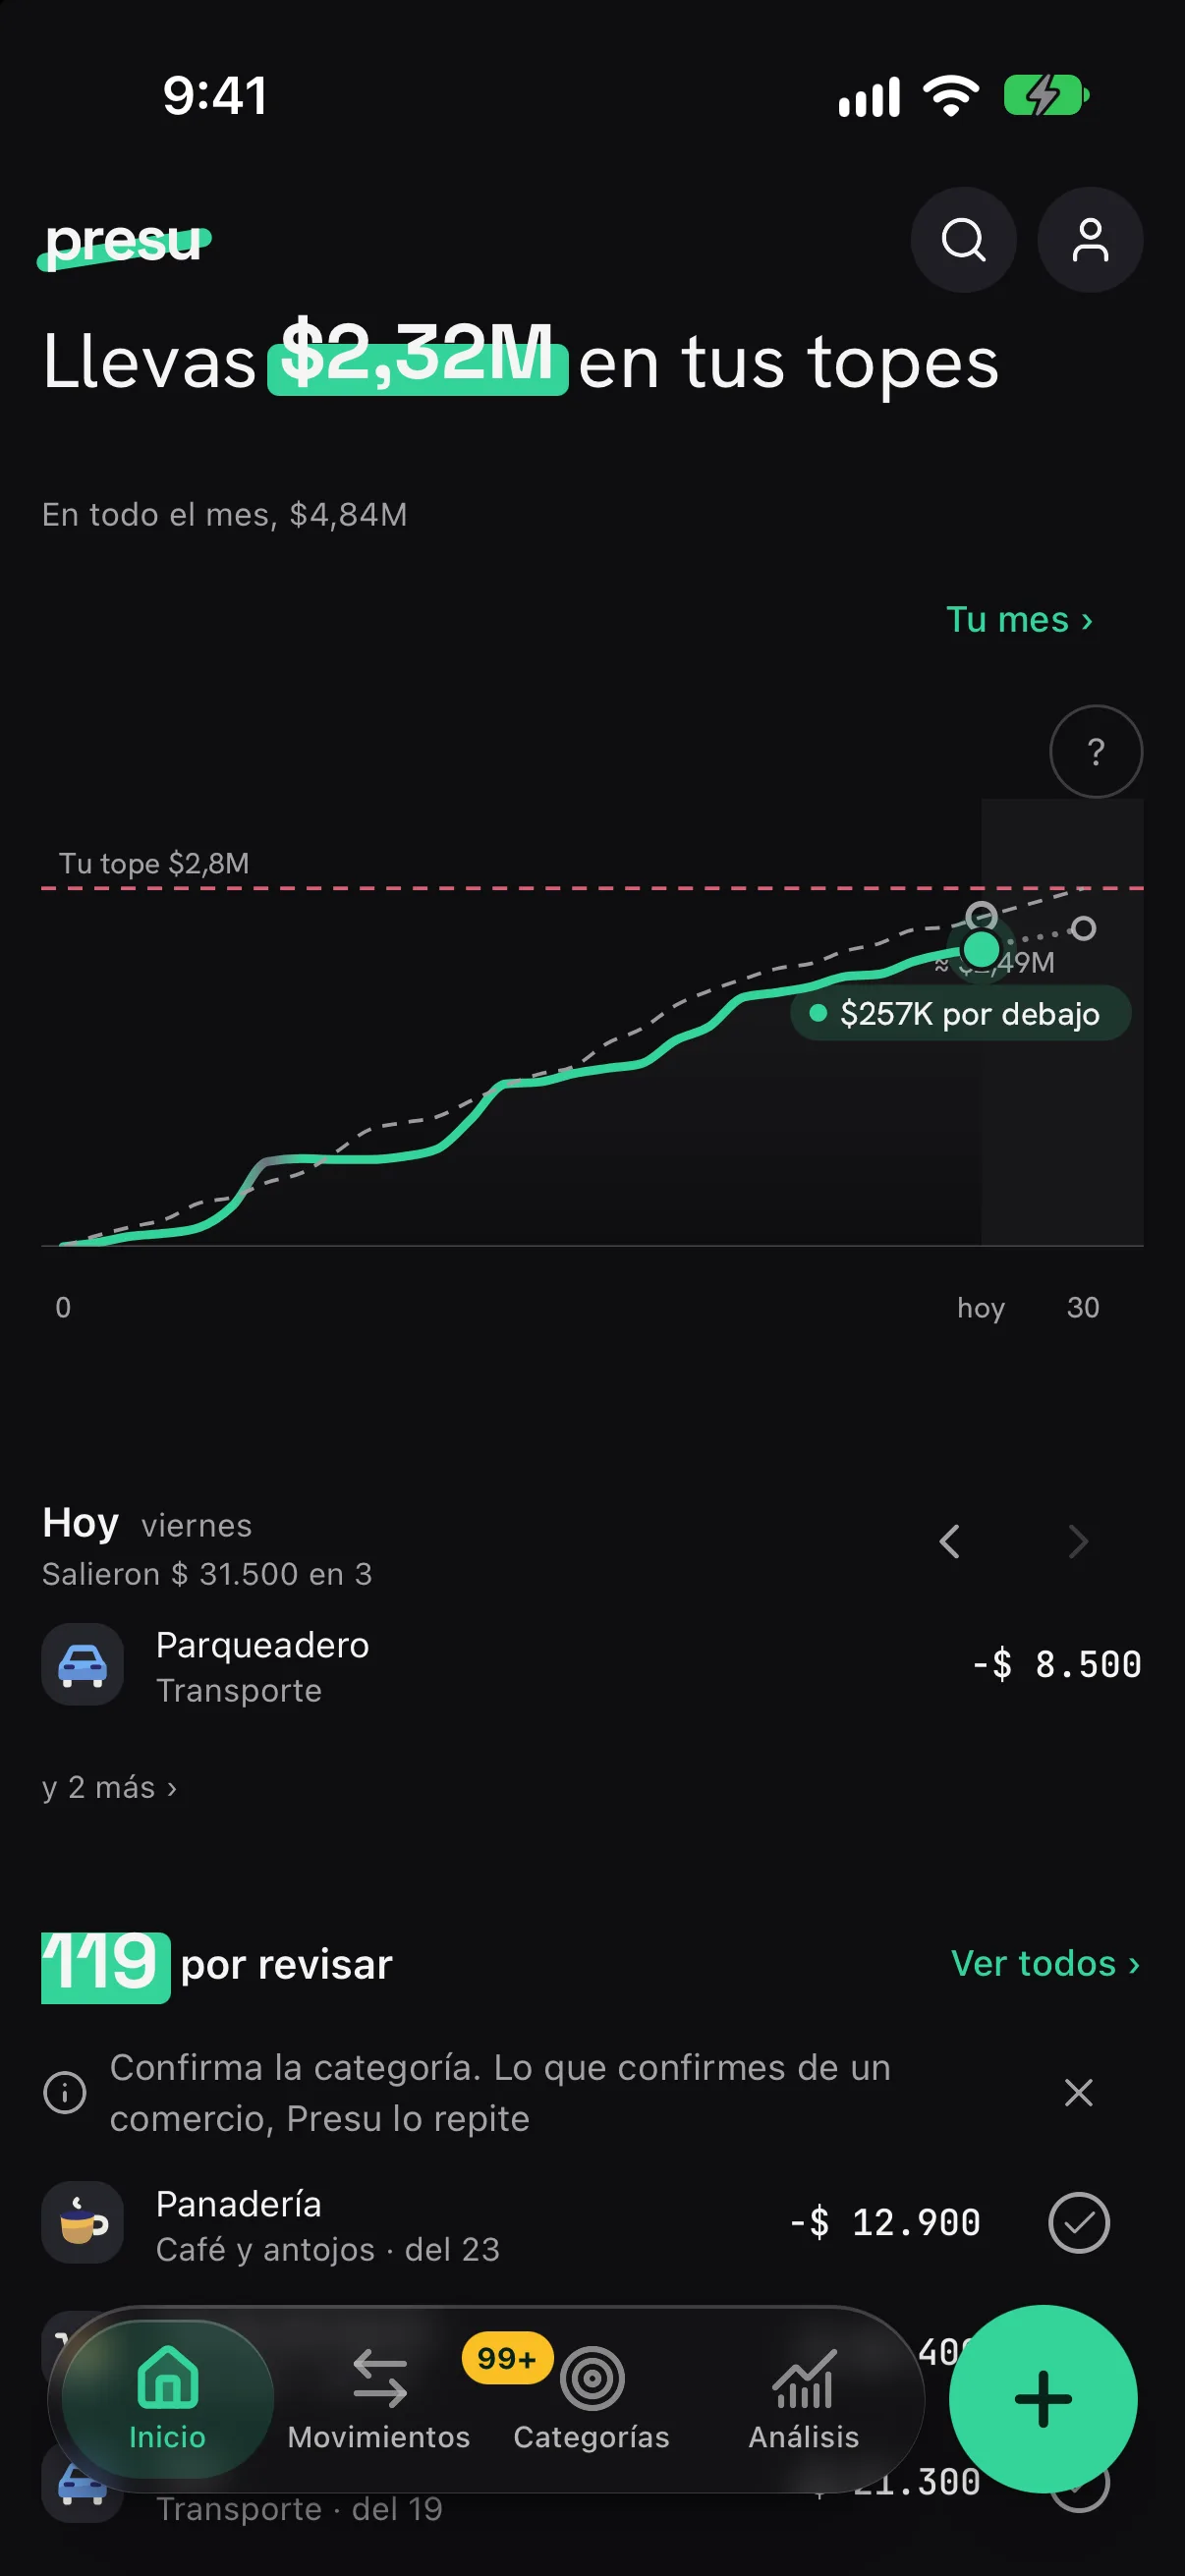 9:41
presu
Llevas $2,32M en tus topes
En todo el mes, $4,84M
Tu mes ›
?
Tu tope $2,8M
49M
$257K por debajo
0 hoy 30
Hoy viernes
Salieron $ 31.500 en 3
Parqueadero
-$ 8.500
Transporte
y 2 más ›
119 por revisar
Ver todos ›
Confirma la categoría. Lo que confirmes de un
comercio, Presu lo repite
Panadería
-$ 12.900
Café y antojos · del 23
99+
Inicio Movimientos Categorías Análisis
21.300
Transporte · del 19